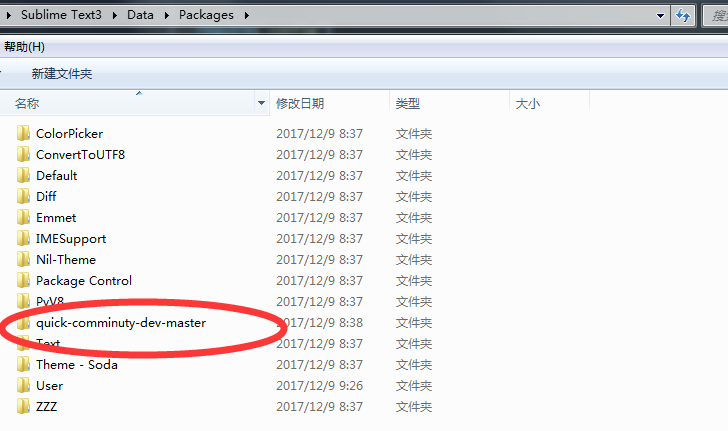 Sublime Text3 Data Packages 搜
帮助(H)
新建文件夹
名称 修改日期 类型 大小
ColorPicker 2017/12/9 8:37 文件夹
ConvertToUTF8 2017/12/9 8:37 文件夹
Default 2017/12/9 8:37 文件夹
Diff 2017/12/9 8:37 文件夹
Emmet 2017/12/9 8:37 文件夹
IMESupport 2017/12/9 8:37 文件夹
Nil-Theme 2017/12/9 8:37 文件夹
Package Control 2017/12/9 8:37 文件夹
PyV8 2017/12/9 8:37 文件夹
quick-comminuty-dev-master 2017/12/9 8:38 文件夹
Text 2017/12/9 8:37 文件夹
Theme - Soda 2017/12/9 8:37 文件夹
User 2017/12/9 9:26 文件夹
ZZZ 2017/12/9 8:37 文件夹